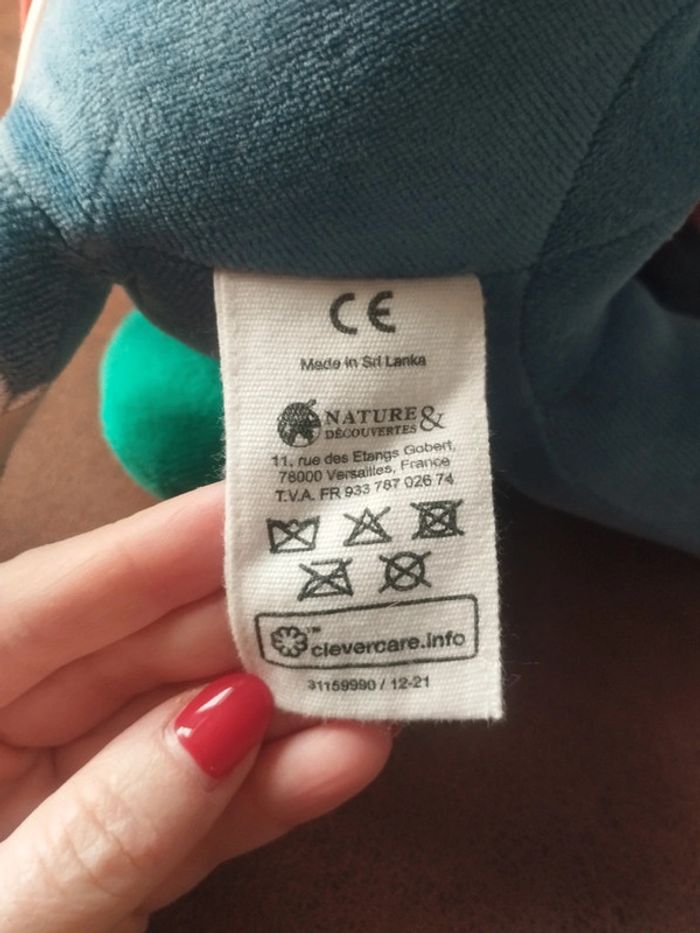 CE
Made in Sri Lanka
NATURE &
DÉCOUVERTES
11, rue des Etangs Gobert,
78000 Versailles, France
T.V.A. FR 933 787 026 74
™
clevercare.info
31159990 / 12-21